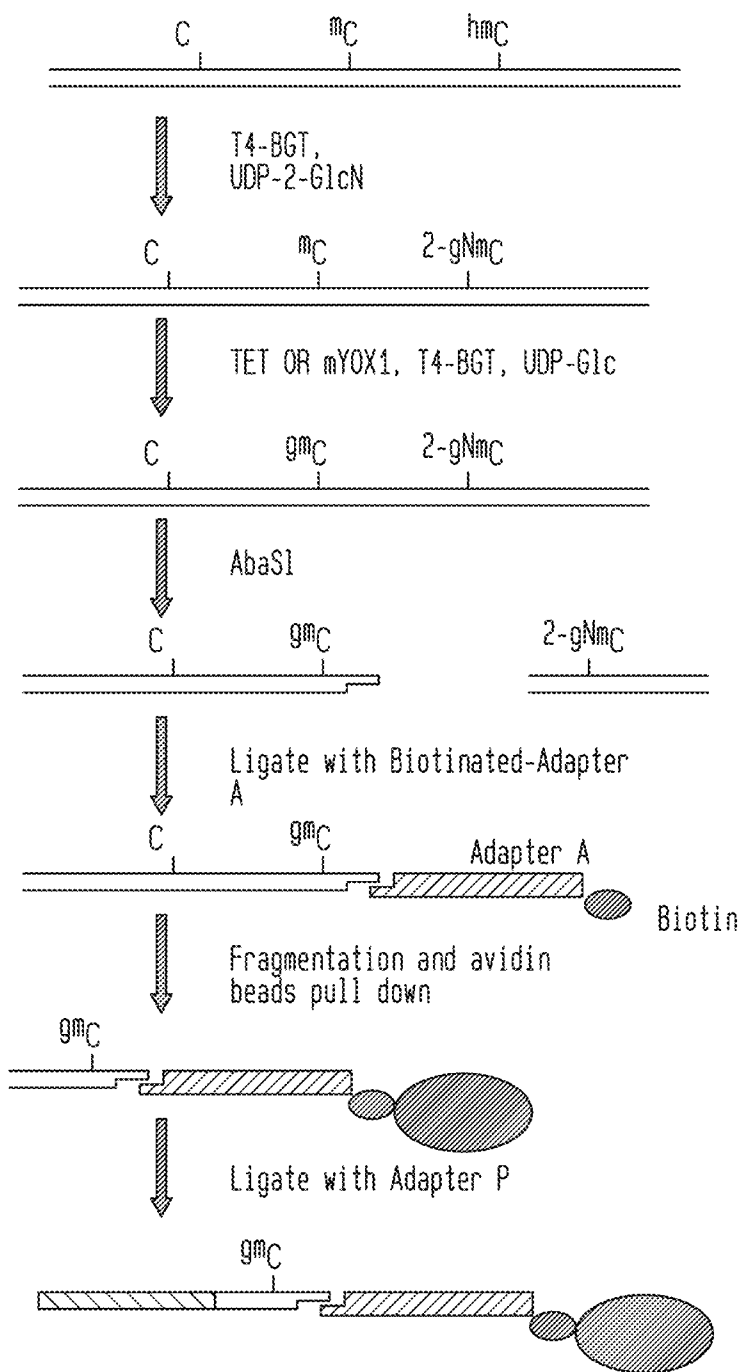 C mC hmC
T4-BGT,
UDP-2-GlcN
C mC 2-gNmC
TET OR mYOX1, T4-BGT, UDP-Glc
C gmC 2-gNmC
AbaSl
C gmC 2-gNmC
Ligate with Biotinated-Adapter
A
C gmC
Adapter A
Biotin
Fragmentation and avidin
beads pull down
gmC
Ligate with Adapter P
gmC